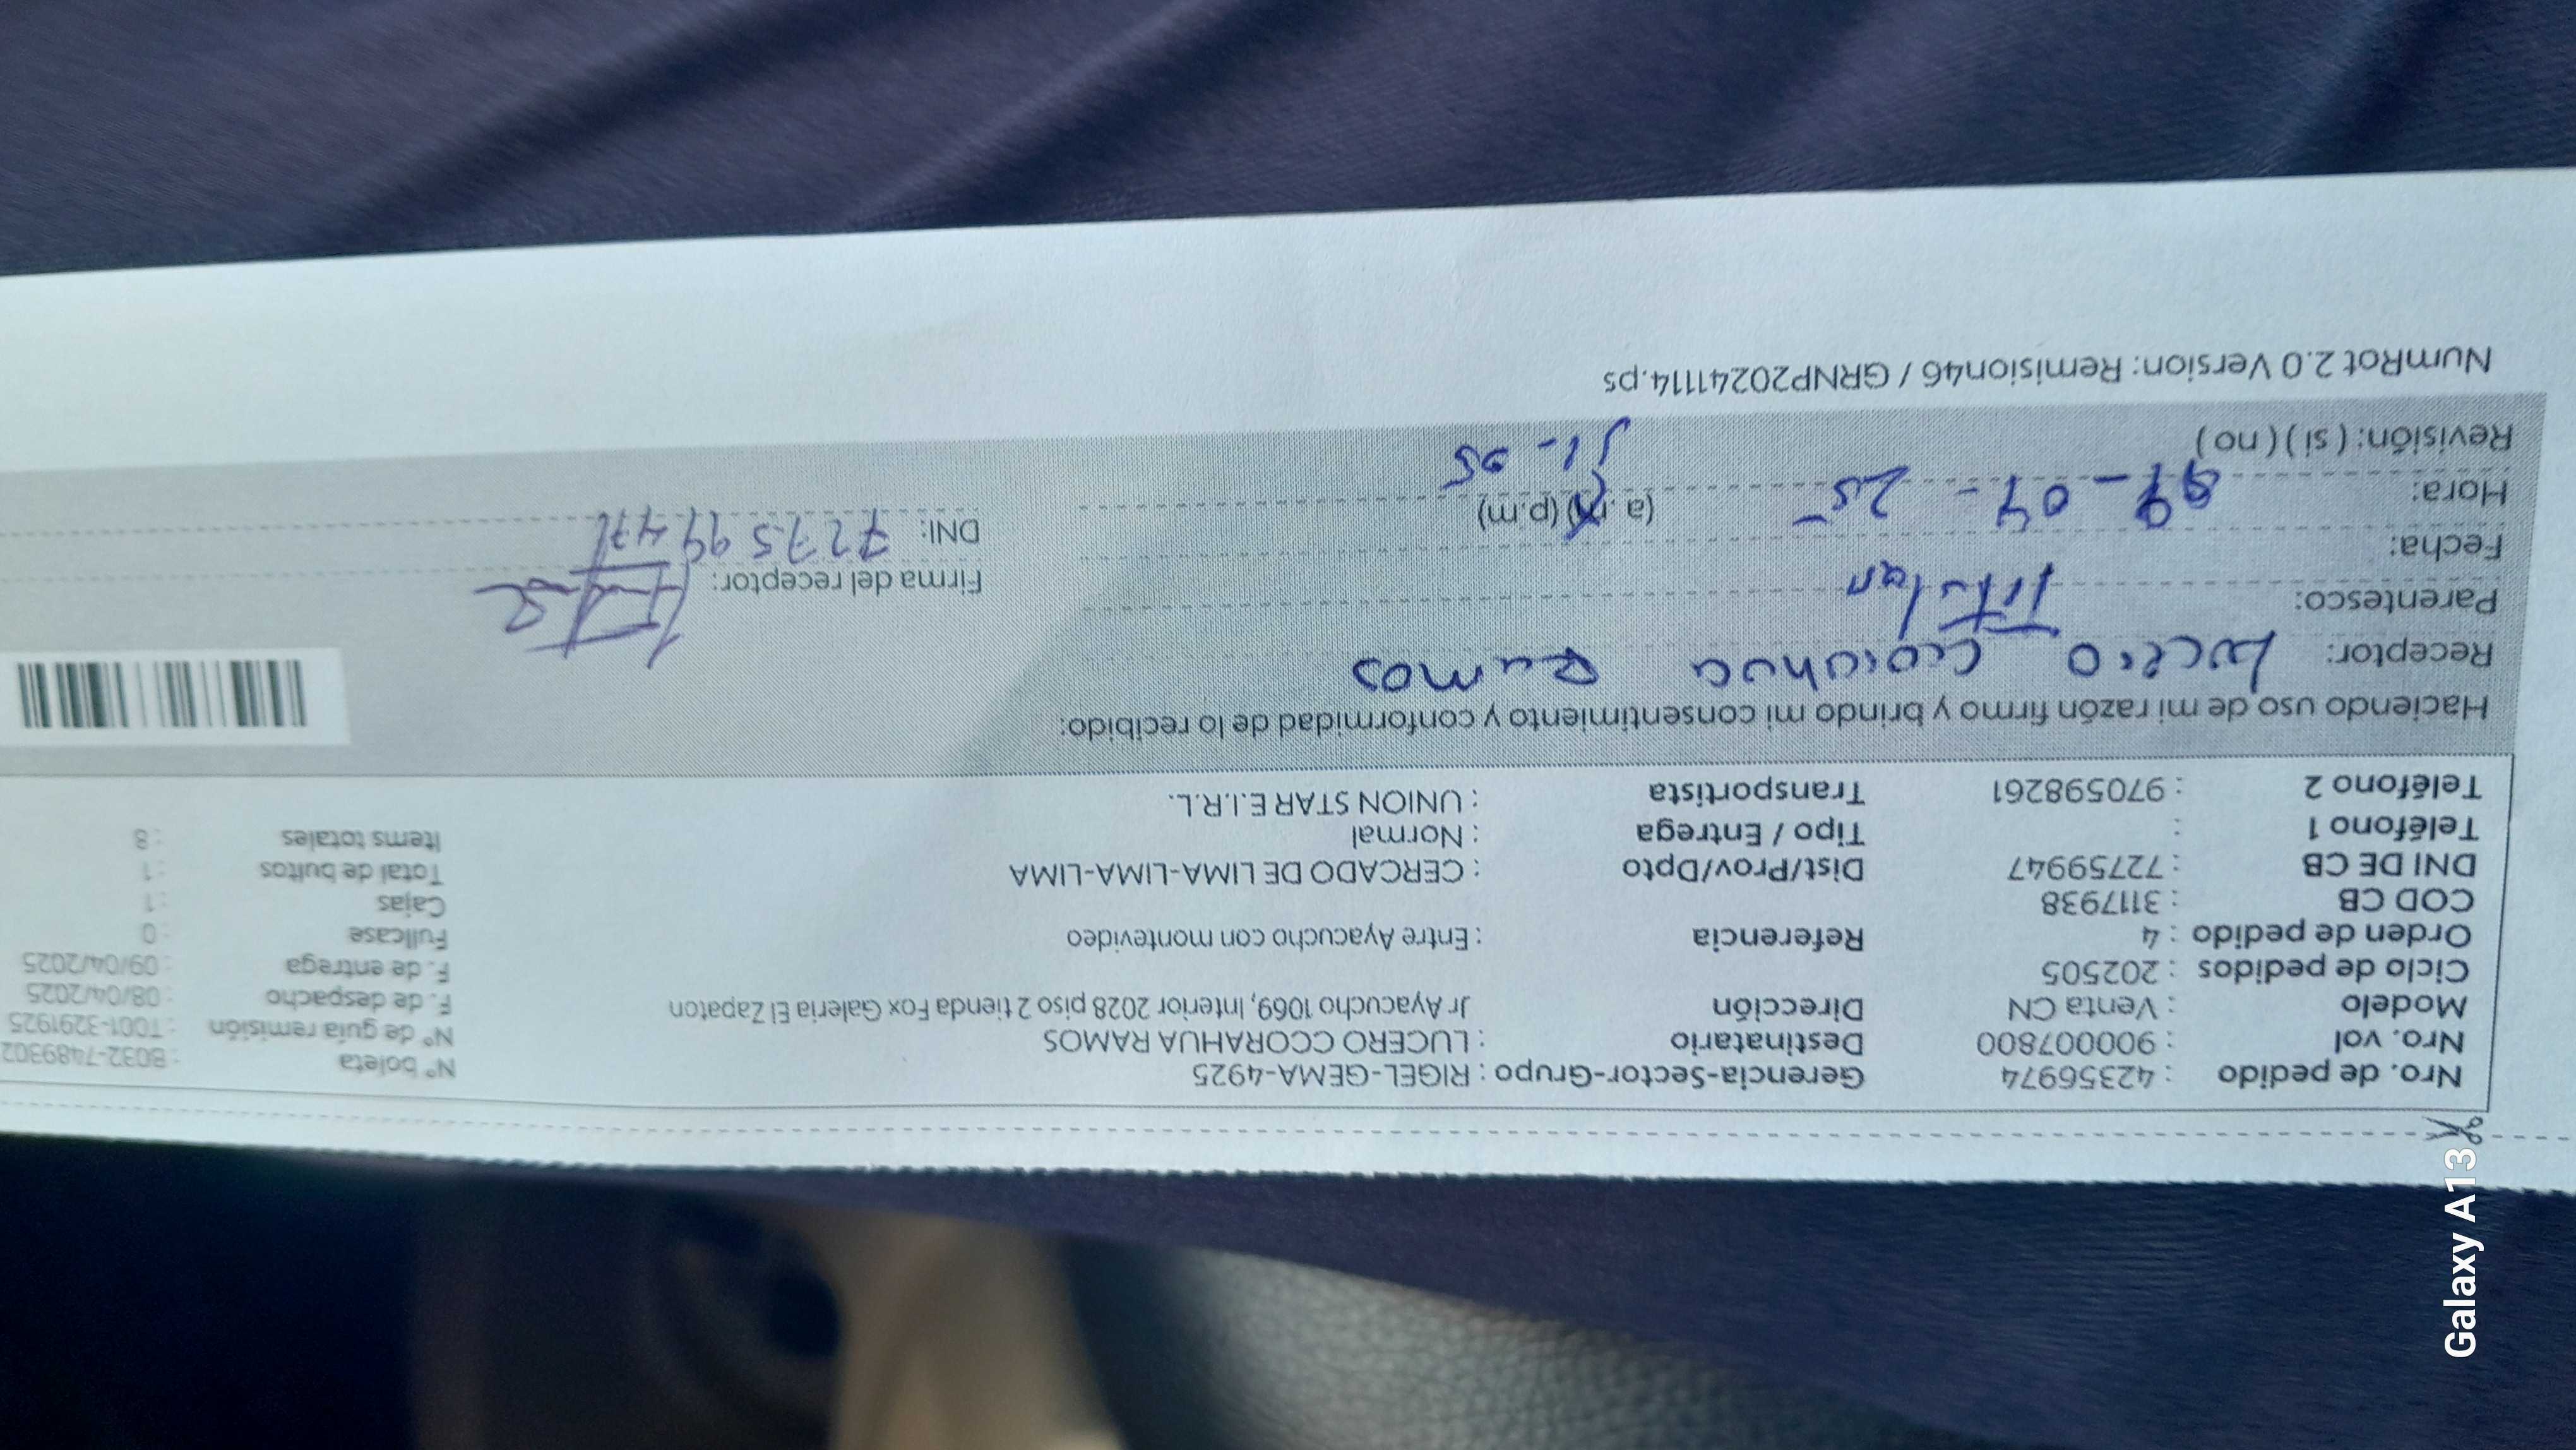 Nro. de pedido : 42356974 Gerencia-Sector-Grupo : RIGEL-GEMA-4925 N° boleta : B032-7489302
Nro. vol : 900007800 Destinatario : LUCERO CCORAHUA RAMOS N° de guía remisión : T001-3291925
Modelo : Venta CN Dirección Jr Ayacucho 1069, Interior 2028 piso 2 tienda Fox Galeria El Zapaton F. de despacho : 08/04/2025
Ciclo de pedidos : 202505 F. de entrega : 09/04/2025
Orden de pedido : 4 Referencia : Entre Ayacucho con montevideo Fullcase : 0
COD CB : 3117938 Cajas : 1
DNI DE CB : 72759947 Dist/Prov/Dpto : CERCADO DE LIMA-LIMA-LIMA Total de bultos : 1
Teléfono 1 : Tipo / Entrega : Normal Items totales : 8
Teléfono 2 : 970598261 Transportista : UNION STAR E.I.R.L.
Haciendo uso de mi razón firmo y brindo mi consentimiento y conformidad de lo recibido:
Receptor: Lucero Ccorahua Ramos
Parentesco: Titular Firma del receptor:
Fecha: DNI:
Hora: 04 - 25 (a.m) (p.m)
Revisión: ( si ) ( no )
NumRot 2.0 Version: Remision46 / GRNP20241114.ps
Galaxy A13